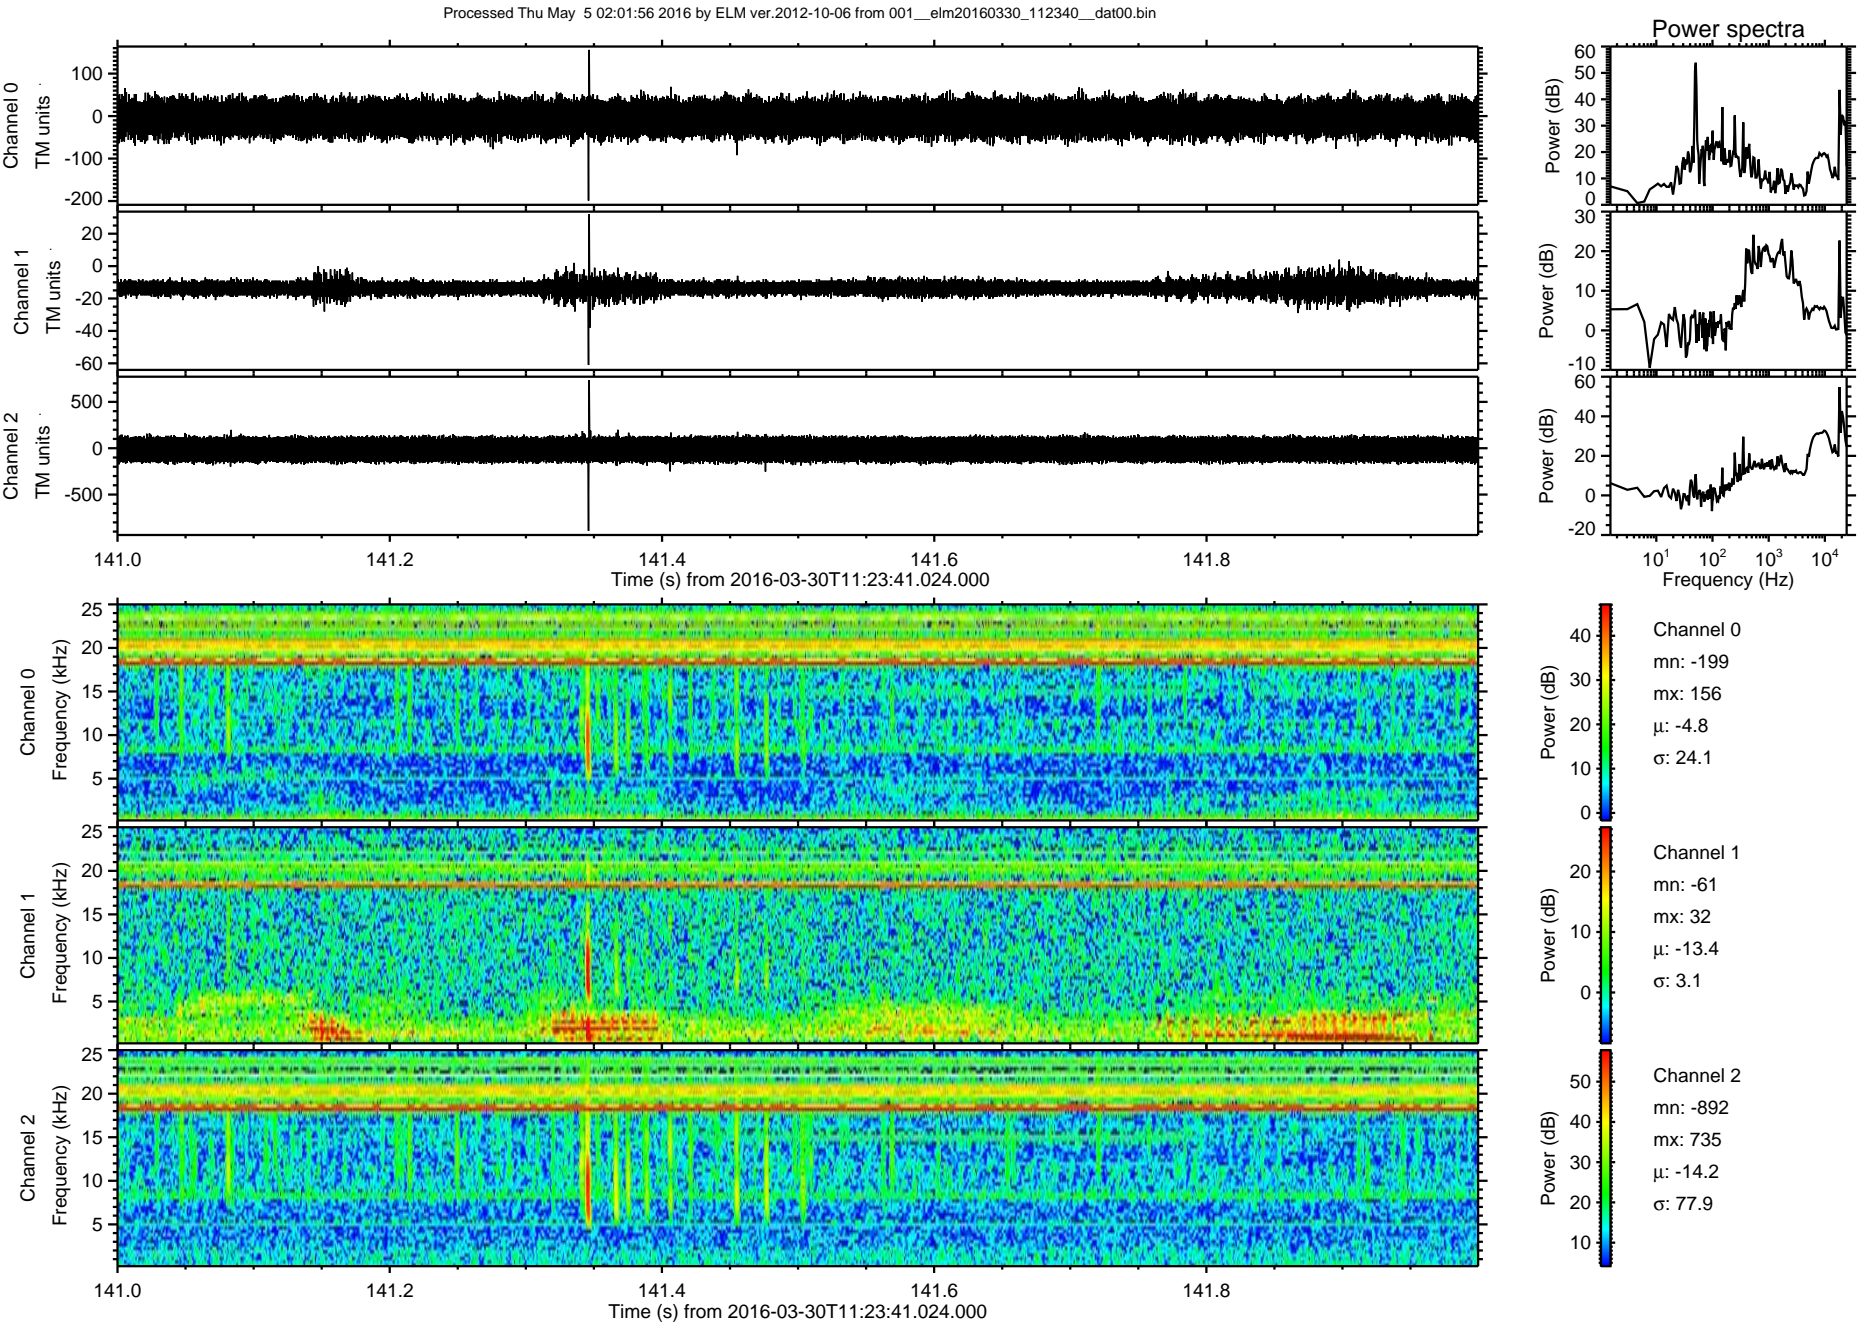 Processed Thu May  5 02:01:56 2016 by ELM ver.2012-10-06 from 001__elm20160330_112340__dat00.bin
Power spectra
Channel 0
TM units
100
0
-100
-200
Power (dB)
60
50
40
30
20
10
0
Channel 1
TM units
20
0
-20
-40
-60
Power (dB)
30
20
10
0
-10
Channel 2
TM units
500
0
-500
Power (dB)
60
40
20
0
-20
141.0 141.2 141.4 141.6 141.8
Time (s) from 2016-03-30T11:23:41.024.000
10^1 10^2 10^3 10^4
Frequency (Hz)
Channel 0
Frequency (kHz)
25
20
15
10
5
Power (dB)
40
30
20
10
0
Channel 0
mn: -199
mx: 156
μ: -4.8
σ: 24.1
Channel 1
Frequency (kHz)
25
20
15
10
5
Power (dB)
20
10
0
Channel 1
mn: -61
mx: 32
μ: -13.4
σ: 3.1
Channel 2
Frequency (kHz)
25
20
15
10
5
Power (dB)
50
40
30
20
10
Channel 2
mn: -892
mx: 735
μ: -14.2
σ: 77.9
141.0 141.2 141.4 141.6 141.8
Time (s) from 2016-03-30T11:23:41.024.000